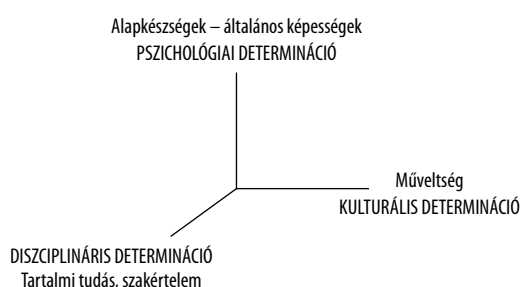 Alapkészségek – általános képességek
PSZICHOLÓGIAI DETERMINÁCIÓ
Műveltség
KULTURÁLIS DETERMINÁCIÓ
DISZCIPLINÁRIS DETERMINÁCIÓ
Tartalmi tudás, szakértelem